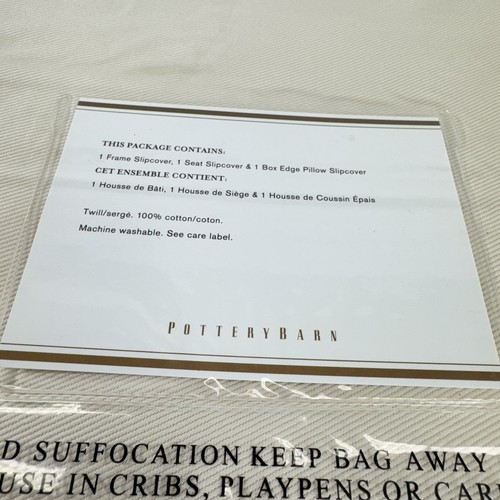 THIS PACKAGE CONTAINS:
1 Frame Slipcover, 1 Seat Slipcover & 1 Box Edge Pillow Slipcover
CET ENSEMBLE CONTIENT:
1 Housse de Bâti, 1 Housse de Siège & 1 Housse de Coussin Épais
Twill/sergé. 100% cotton/coton.
Machine washable. See care label.
POTTERYBARN
D SUFFOCATION KEEP BAG AWAY
USE IN CRIBS, PLAYPENS OR CAR